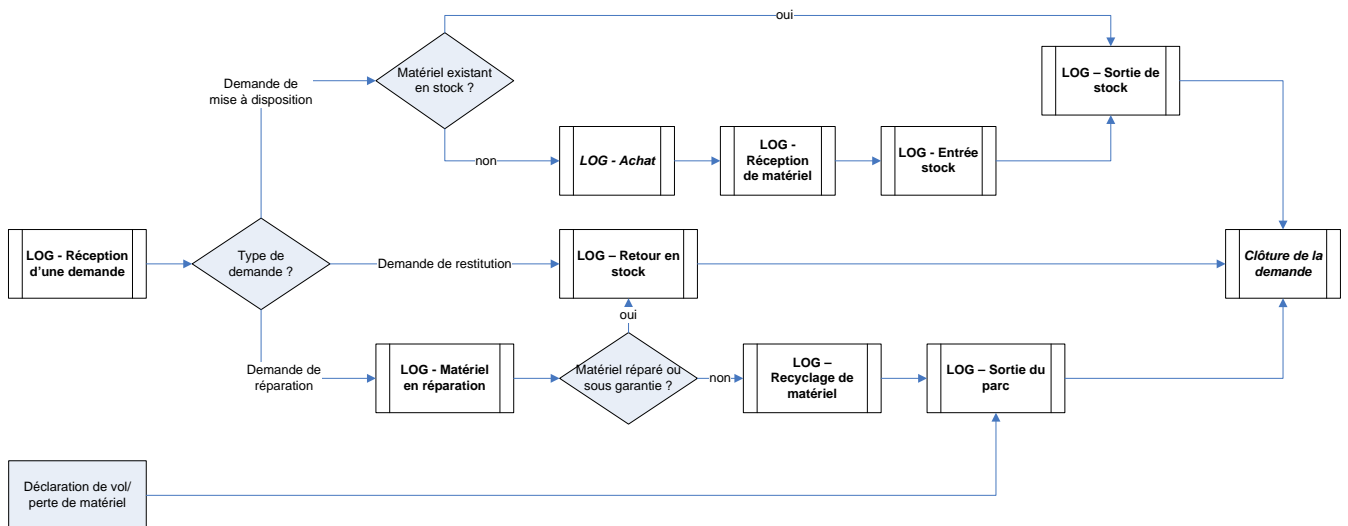 oui
Matériel existant
en stock ?
LOG – Sortie de
stock
Demande de
mise à disposition
non
LOG - Achat
LOG -
Réception
de matériel
LOG - Entrée
stock
LOG - Réception
d'une demande
Type de
demande ?
Demande de restitution
LOG – Retour en
stock
Clôture de la
demande
oui
Demande de
réparation
LOG - Matériel
en réparation
Matériel réparé ou
sous garantie ?
non
LOG –
Recyclage de
matériel
LOG – Sortie du
parc
Déclaration de vol/
perte de matériel